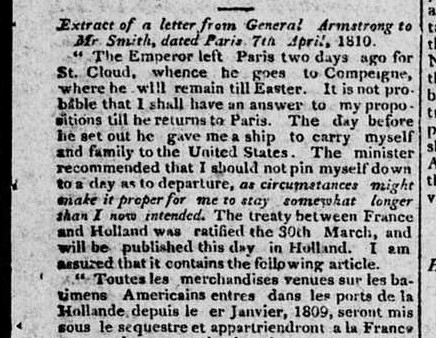 Extract of a letter from General Armstrong to
Mr Smith, dated Paris 7th April, 1810.
" The Emperor left Paris two days ago for
St. Cloud, whence he goes to Compeigne,
where he will remain till Easter. It is not pro-
bable that I shall have an answer to my propo-
sitions till he returns to Paris. The day before
he set out he gave me a ship to carry myself
and family to the United States. The minister
recommended that I should not pin myself down
to a day as to departure, as circumstances might
make it proper for me to stay somewhat longer
than I now intended. The treaty between France
and Holland was ratified the 30th March, and
will be published this day in Holland. I am
assured that it contains the following article.
" Toutes les merchandises venues sur les ba-
timens Americains entres dans les ports de la
Hollande depuis le er Janvier, 1809, seront mis
sous le sequestre et appartriendront a la France